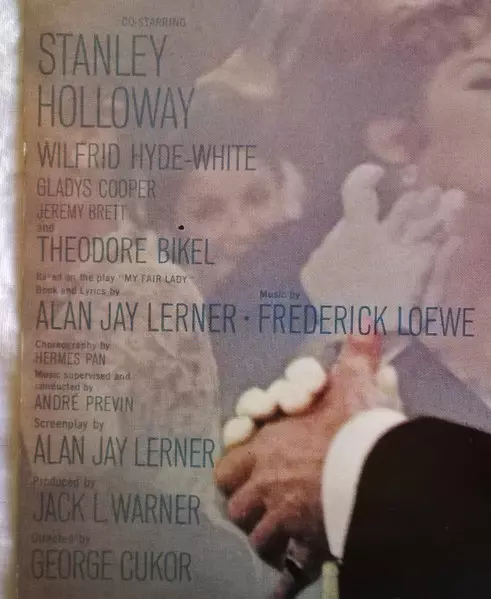 CO-STARRING
STANLEY
HOLLOWAY
WILFRID HYDE-WHITE
GLADYS COOPER
JEREMY BRETT
and
THEODORE BIKEL
Based on the play "MY FAIR LADY"
Book and Lyrics by
Music by
ALAN JAY LERNER · FREDERICK LOEWE
Choreography by
HERMES PAN
Music supervised and
conducted by
ANDRÉ PREVIN
Screenplay by
ALAN JAY LERNER
Produced by
JACK L. WARNER
Directed by
GEORGE CUKOR